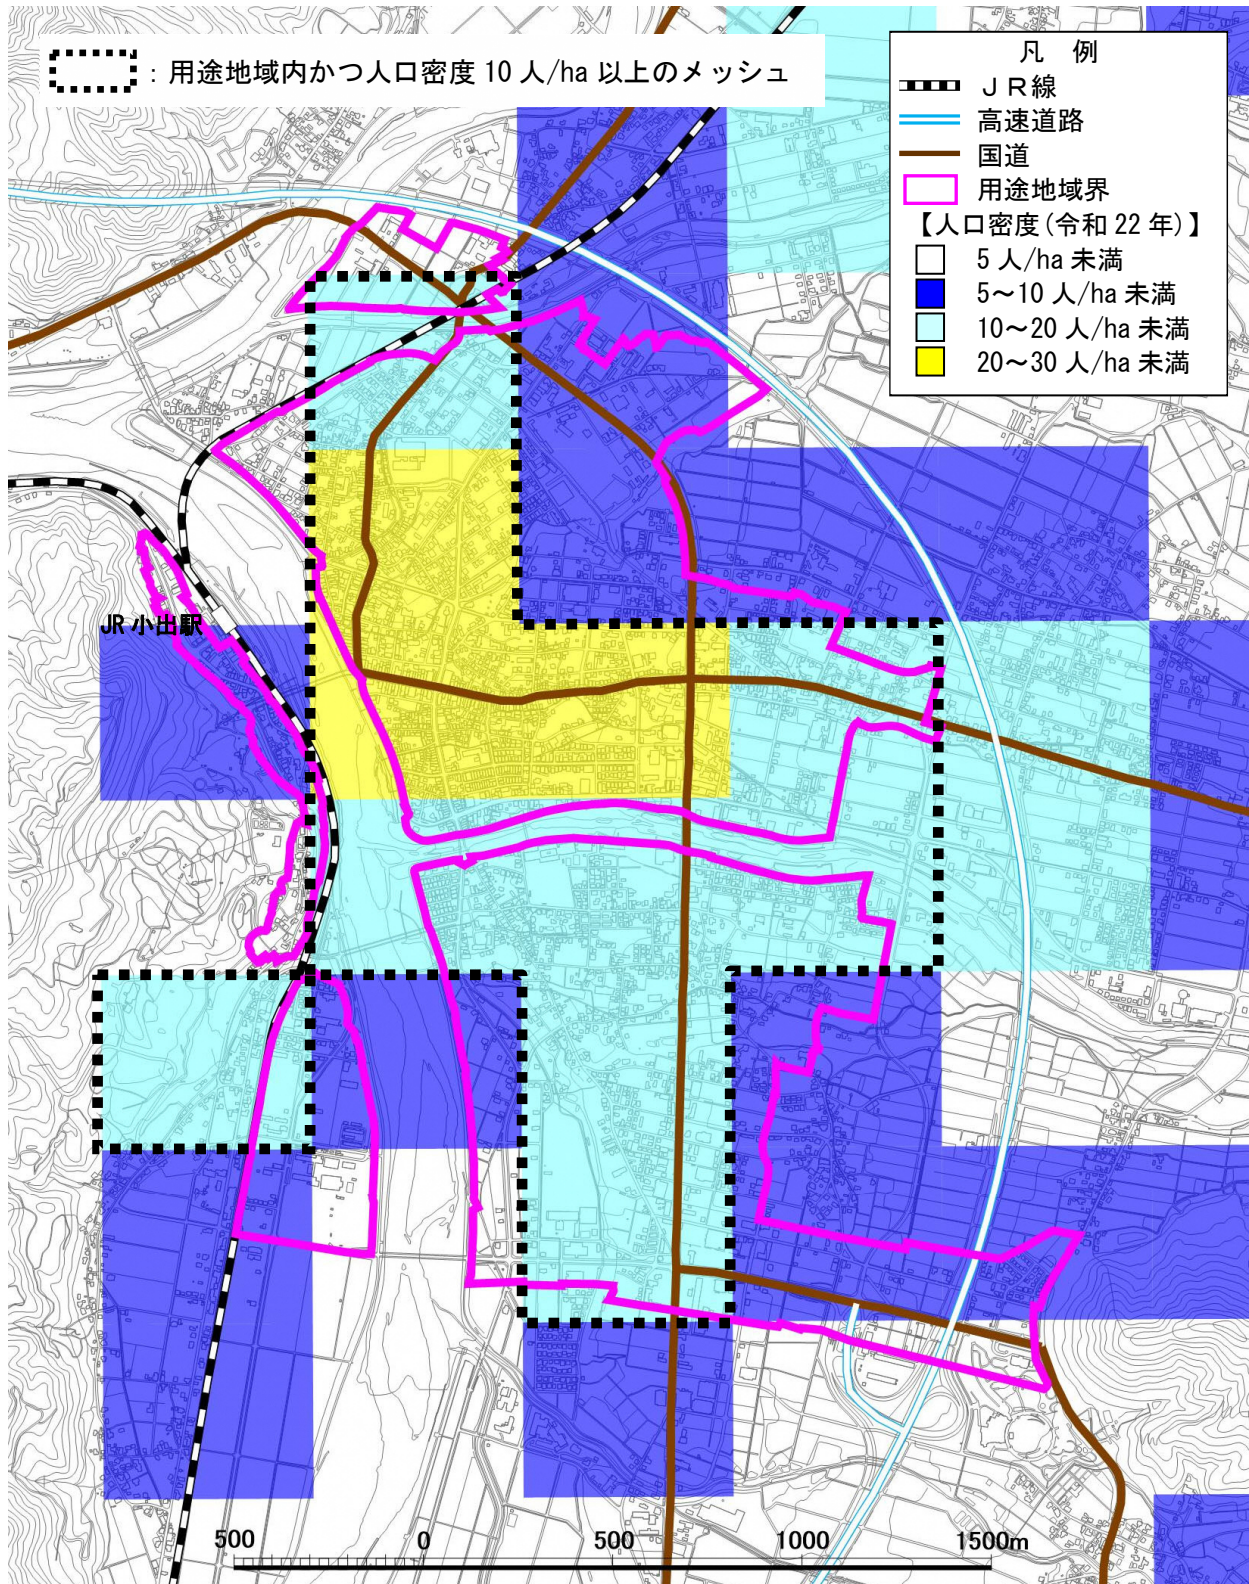 ：用途地域内かつ人口密度 10 人/ha 以上のメッシュ
凡 例
ＪＲ線
高速道路
国道
用途地域界
【人口密度（令和 22 年）】
5 人/ha 未満
5～10 人/ha 未満
10～20 人/ha 未満
20～30 人/ha 未満
JR 小出駅
500 0 500 1000 1500m